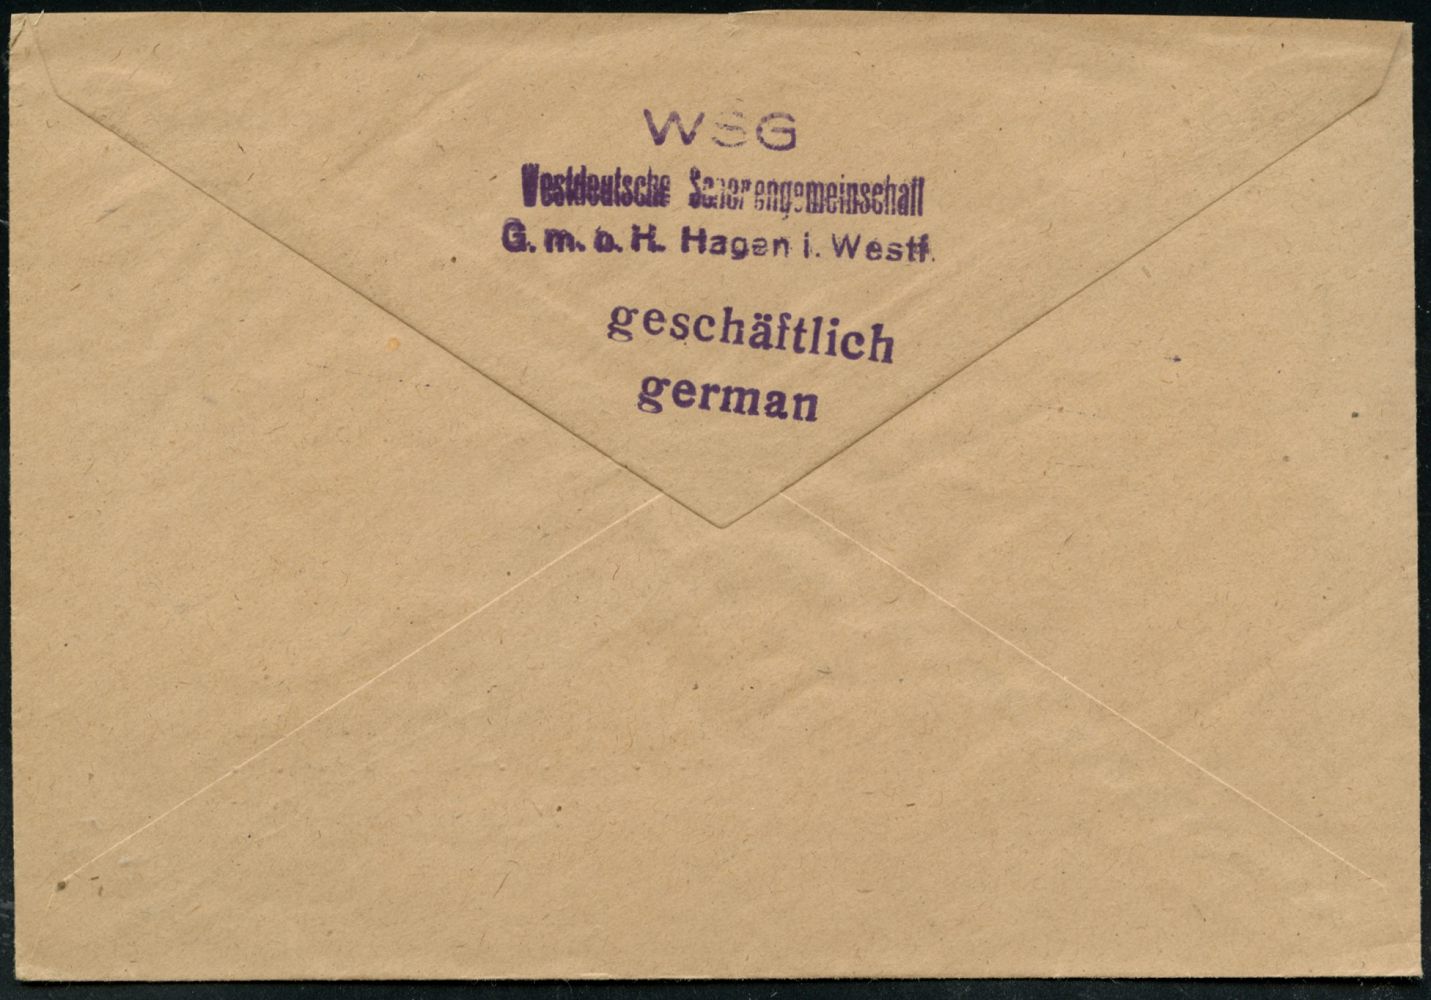 WSG
Westdeutsche
G. m. b. H. Hagen i. Westf.
geschäftlich
german